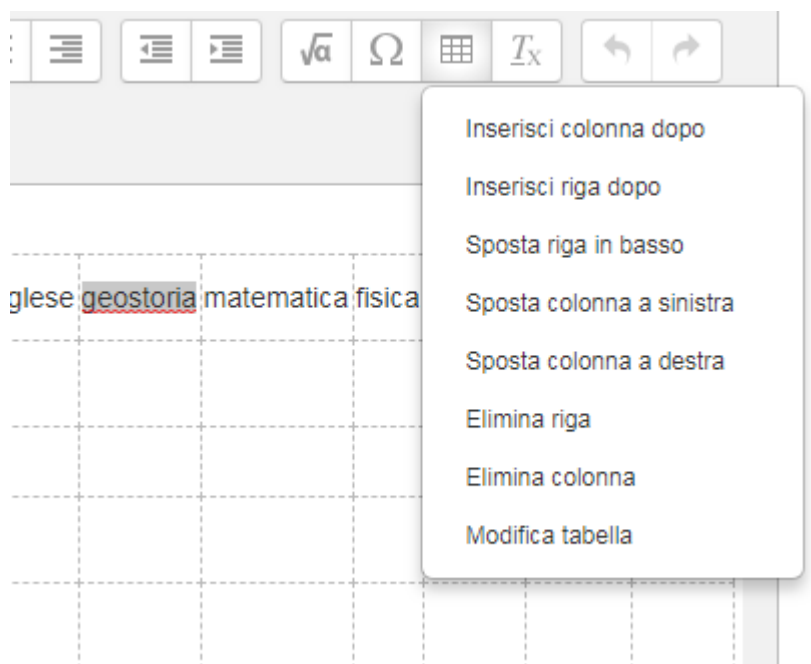 √α Ω Tx
Inserisci colonna dopo
Inserisci riga dopo
Sposta riga in basso
Sposta colonna a sinistra
glese geostoria matematica fisica
Sposta colonna a destra
Elimina riga
Elimina colonna
Modifica tabella